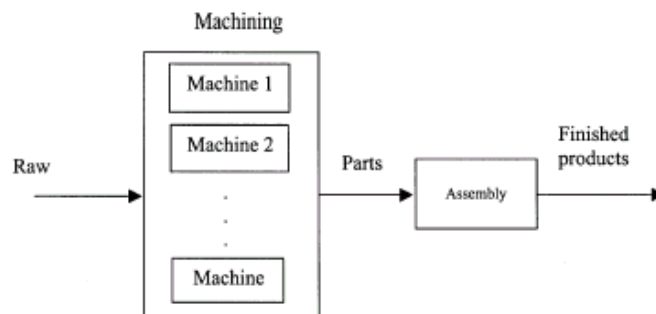 Machining
Machine 1
Machine 2
Raw
.
.
.
Machine
Parts
Assembly
Finished
products